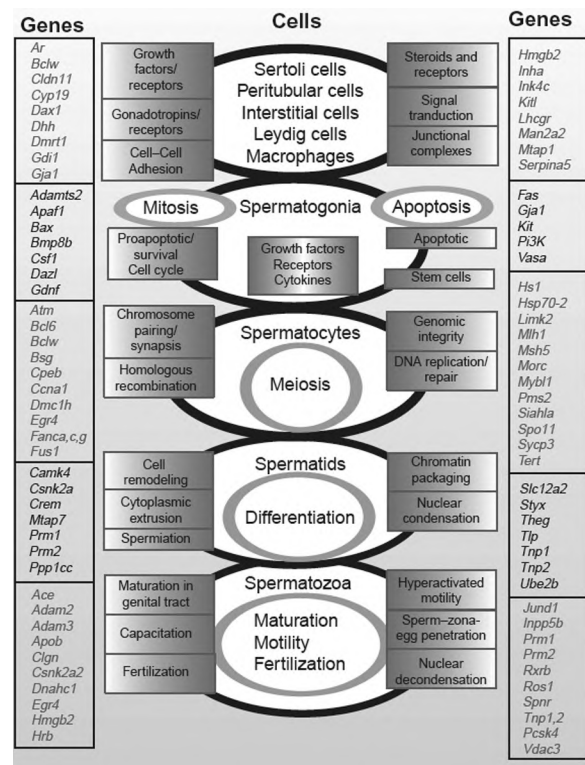 Genes
Cells
Genes
Ar
Bclw
Cldn11
Cyp19
Dax1
Dhh
Dmrt1
Gdi1
Gja1
Growth
factors/
receptors
Gonadotropins/
receptors
Cell–Cell
Adhesion
Sertoli cells
Peritubular cells
Interstitial cells
Leydig cells
Macrophages
Steroids and
receptors
Signal
tranduction
Junctional
complexes
Hmgb2
Inha
Ink4c
Kitl
Lhcgr
Man2a2
Mtap1
Serpina5
Adamts2
Apaf1
Bax
Bmp8b
Csf1
Dazl
Gdnf
Mitosis
Spermatogonia
Apoptosis
Proapoptotic/
survival
Cell cycle
Growth factors
Receptors
Cytokines
Apoptotic
Stem cells
Fas
Gja1
Kit
Pi3K
Vasa
Atm
Bcl6
Bclw
Bsg
Cpeb
Ccna1
Dmc1h
Egr4
Fanca,c,g
Fus1
Chromosome
pairing/
synapsis
Homologous
recombination
Spermatocytes
Meiosis
Genomic
integrity
DNA replication/
repair
Hs1
Hsp70-2
Limk2
Mlh1
Msh5
Morc
Mybl1
Pms2
Siahla
Spo11
Sycp3
Tert
Camk4
Csnk2a
Crem
Mtap7
Prm1
Prm2
Ppp1cc
Cell
remodeling
Cytoplasmic
extrusion
Spermiation
Spermatids
Differentiation
Chromatin
packaging
Nuclear
condensation
Slc12a2
Styx
Theg
Tlp
Tnp1
Tnp2
Ube2b
Ace
Adam2
Adam3
Apob
Clgn
Csnk2a2
Dnahc1
Egr4
Hmgb2
Hrb
Maturation in
genital tract
Capacitation
Fertilization
Spermatozoa
Maturation
Motility
Fertilization
Hyperactivated
motility
Sperm–zona-
egg penetration
Nuclear
decondensation
Jund1
Inpp5b
Prm1
Prm2
Rxrb
Ros1
Spnr
Tnp1,2
Pcsk4
Vdac3